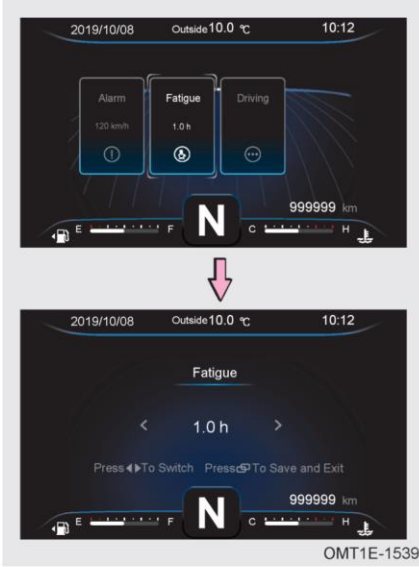 2019/10/08 Outside 10.0 ℃ 10:12
Alarm Fatigue Driving
120 km/h 1.0 h
999999 km
E F N C H
2019/10/08 Outside 10.0 ℃ 10:12
Fatigue
< 1.0 h >
Press ◀▶ To Switch Press To Save and Exit
999999 km
E F N C H
OMT1E-1539